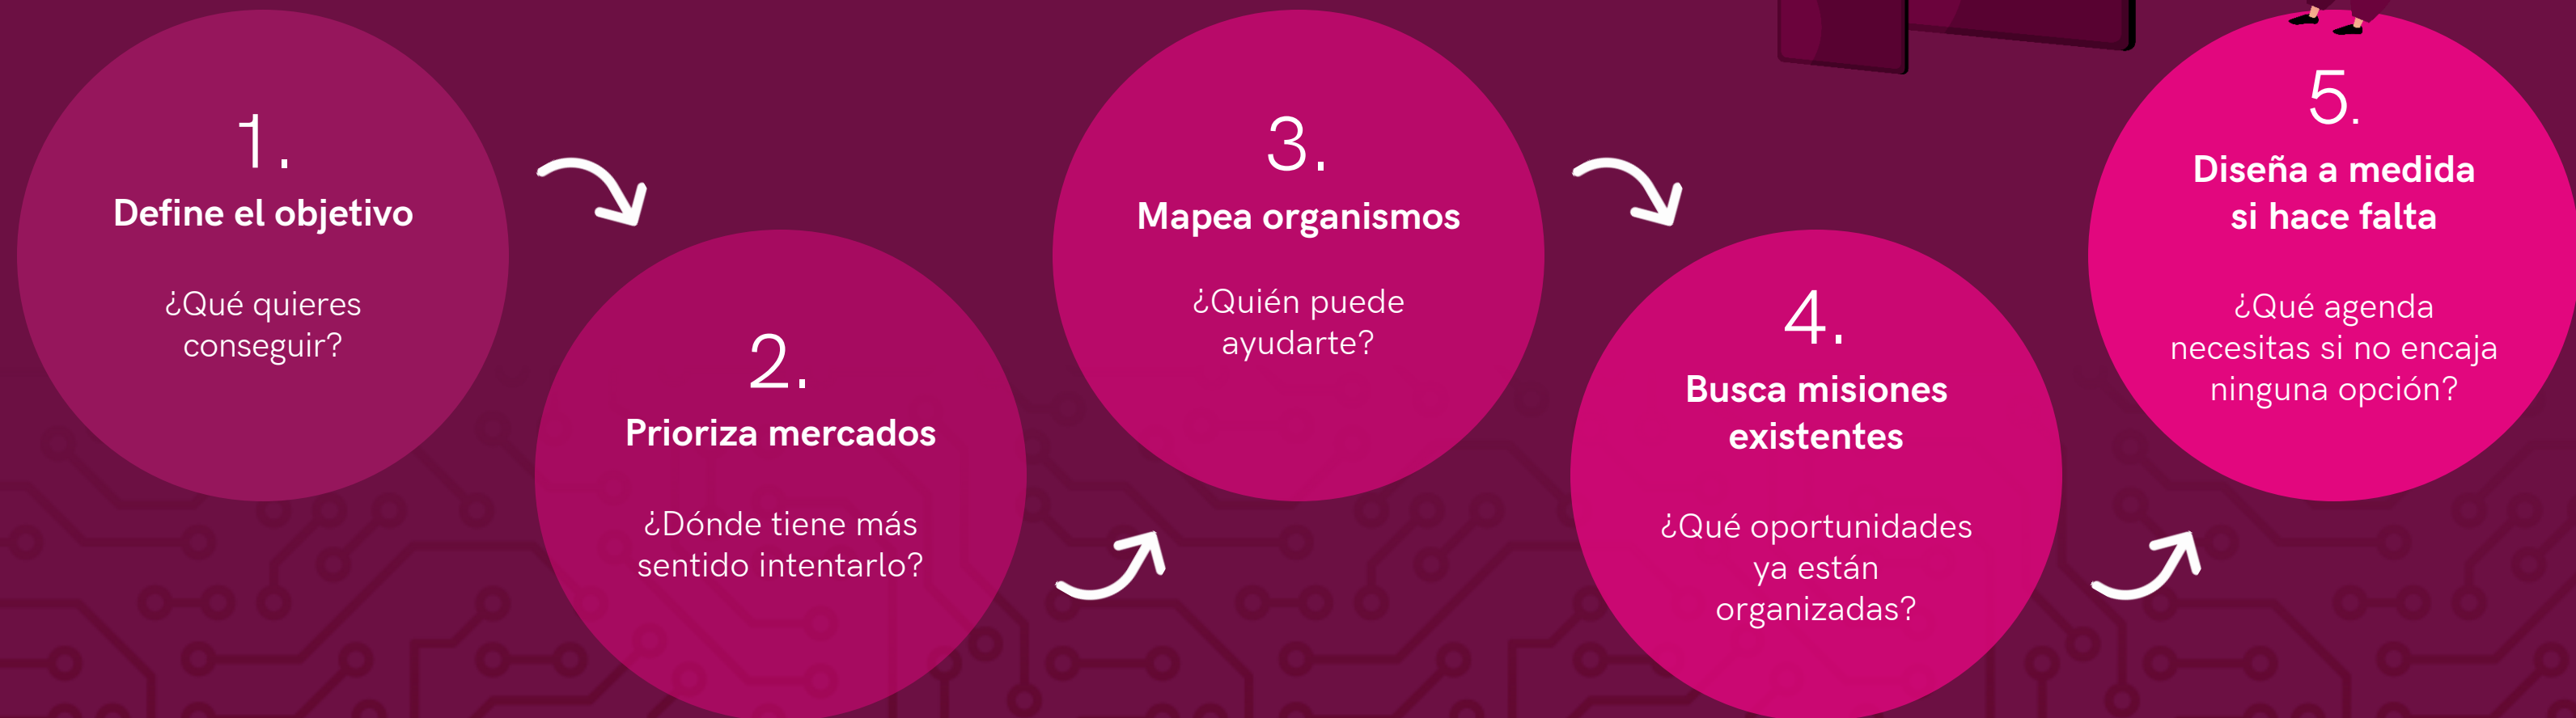 1.
Define el objetivo
¿Qué quieres
conseguir?
2.
Prioriza mercados
¿Dónde tiene más
sentido intentarlo?
3.
Mapea organismos
¿Quién puede
ayudarte?
4.
Busca misiones
existentes
¿Qué oportunidades
ya están
organizadas?
5.
Diseña a medida
si hace falta
¿Qué agenda
necesitas si no encaja
ninguna opción?